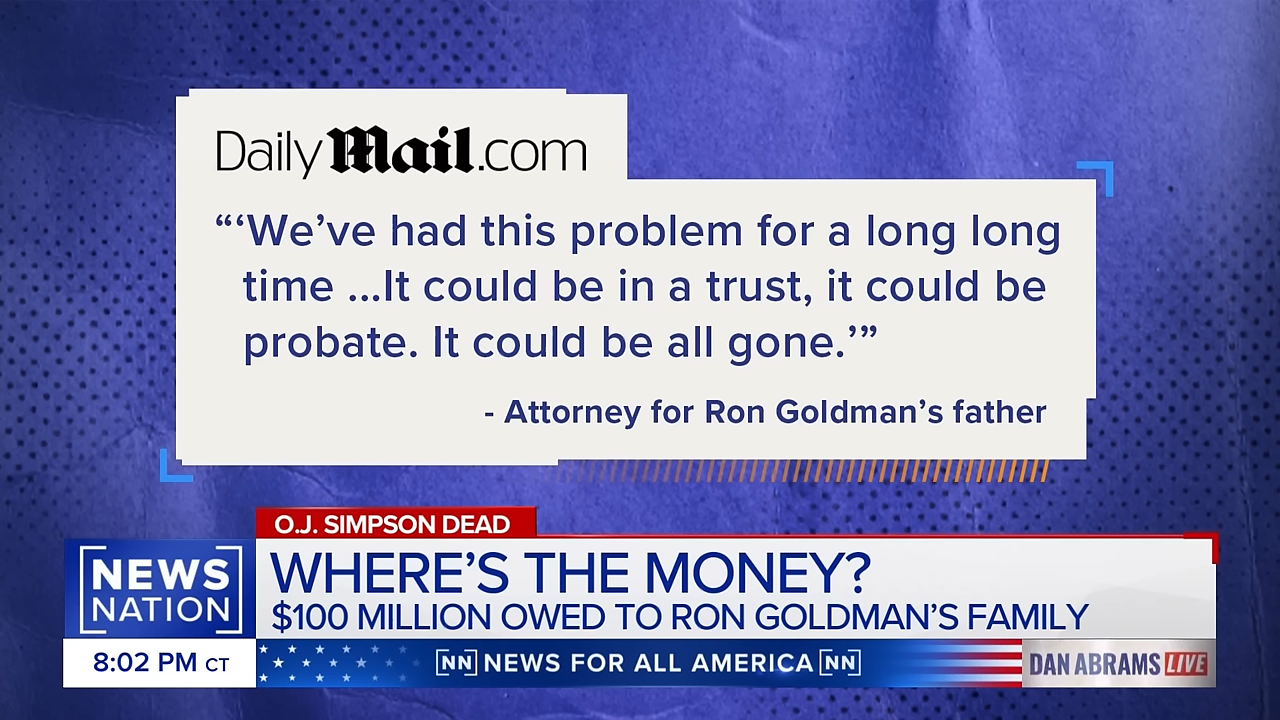 DailyMail.com
“‘We’ve had this problem for a long long
time ...It could be in a trust, it could be
probate. It could be all gone.’”
- Attorney for Ron Goldman’s father
O.J. SIMPSON DEAD
NEWS
NATION
WHERE’S THE MONEY?
$100 MILLION OWED TO RON GOLDMAN’S FAMILY
8:02 PM CT
NN NEWS FOR ALL AMERICA NN
DAN ABRAMS LIVE